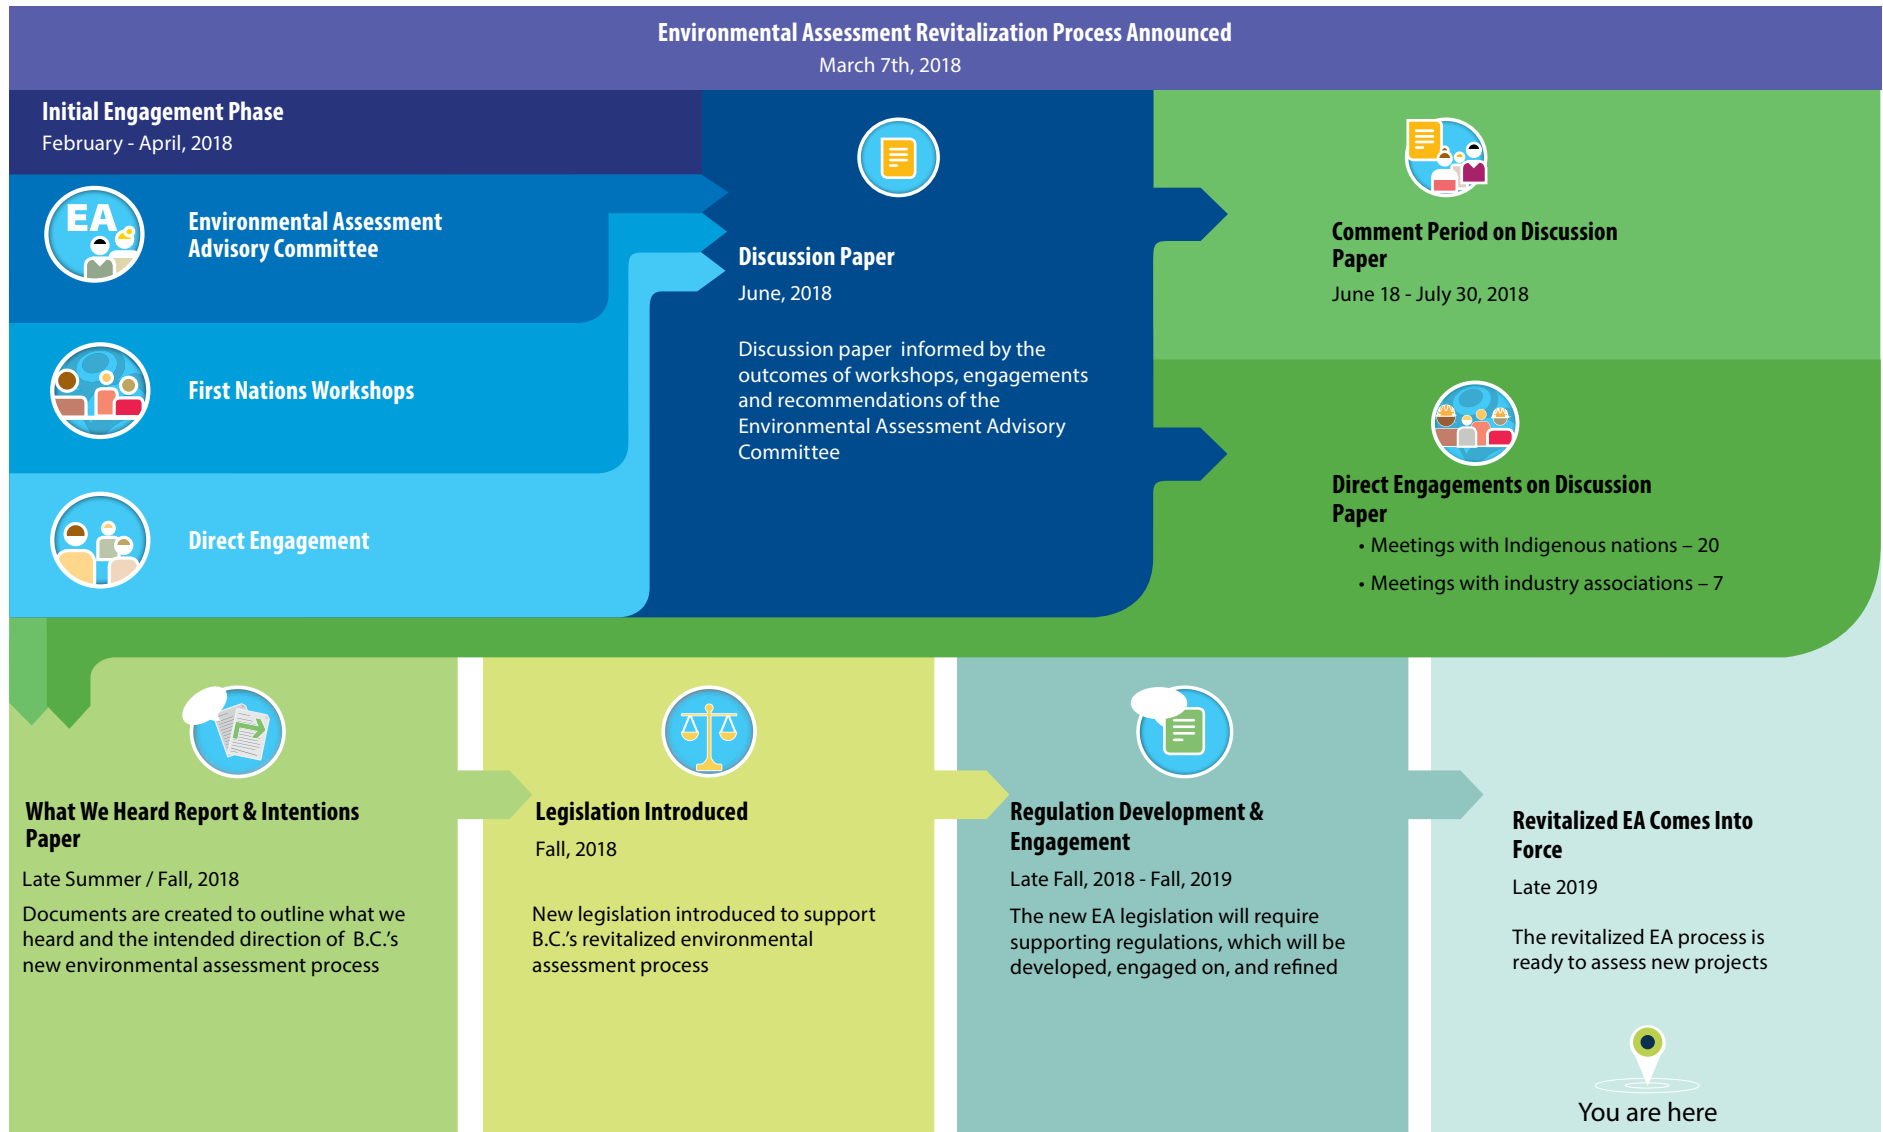 Environmental Assessment Revitalization Process Announced
March 7th, 2018
Initial Engagement Phase
February - April, 2018
EA
Environmental Assessment
Advisory Committee
First Nations Workshops
Direct Engagement
Discussion Paper
June, 2018
Discussion paper informed by the
outcomes of workshops, engagements
and recommendations of the
Environmental Assessment Advisory
Committee
Comment Period on Discussion
Paper
June 18 - July 30, 2018
Direct Engagements on Discussion
Paper
• Meetings with Indigenous nations – 20
• Meetings with industry associations – 7
What We Heard Report & Intentions
Paper
Late Summer / Fall, 2018
Documents are created to outline what we
heard and the intended direction of B.C.'s
new environmental assessment process
Legislation Introduced
Fall, 2018
New legislation introduced to support
B.C.'s revitalized environmental
assessment process
Regulation Development &
Engagement
Late Fall, 2018 - Fall, 2019
The new EA legislation will require
supporting regulations, which will be
developed, engaged on, and refined
Revitalized EA Comes Into
Force
Late 2019
The revitalized EA process is
ready to assess new projects
You are here